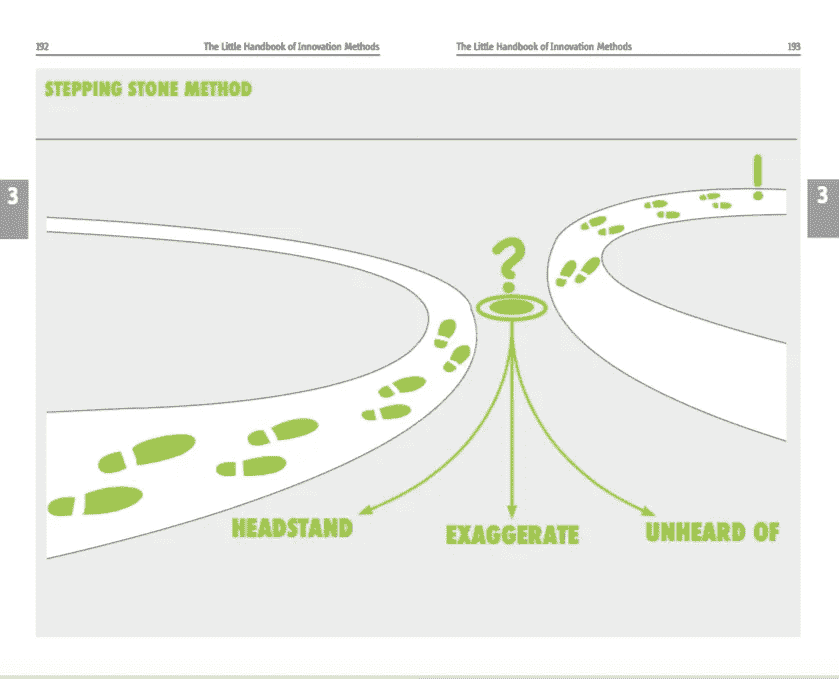 192
The Little Handbook of Innovation Methods
The Little Handbook of Innovation Methods
193
STEPPING STONE METHOD
3
3
!
?
HEADSTAND
EXAGGERATE
UNHEARD OF